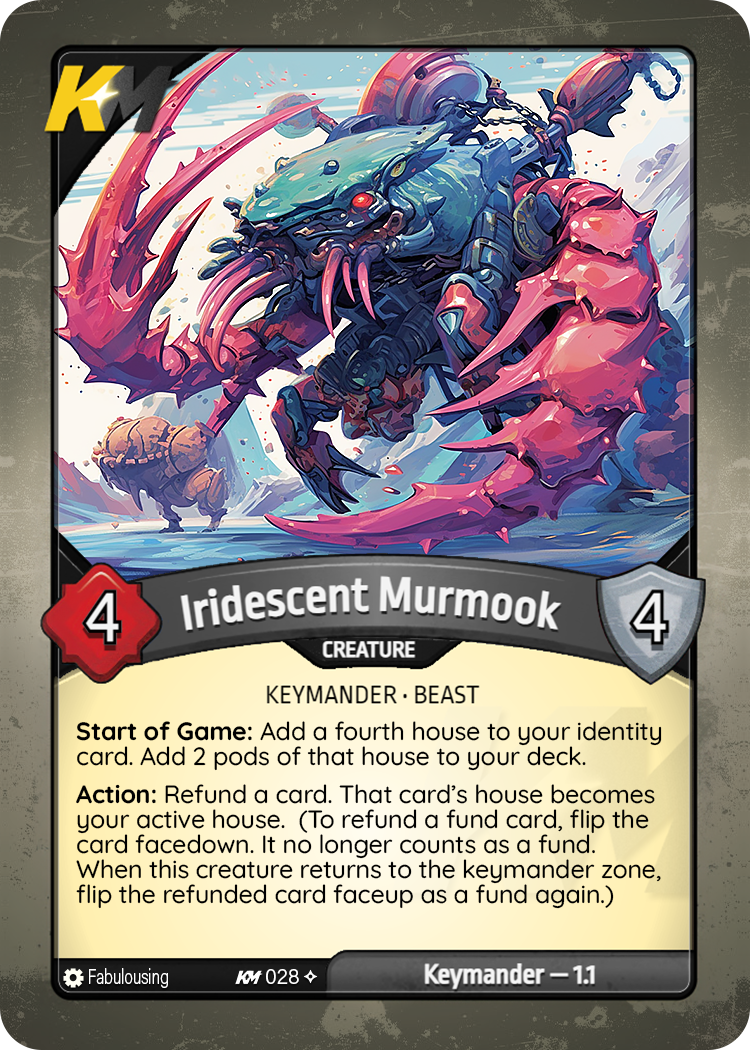 KM
4
Iridescent Murmook
4
CREATURE
KEYMANDER · BEAST
Start of Game: Add a fourth house to your identity
card. Add 2 pods of that house to your deck.
Action: Refund a card. That card's house becomes
your active house.  (To refund a fund card, flip the
card facedown. It no longer counts as a fund.
When this creature returns to the keymander zone,
flip the refunded card faceup as a fund again.)
Fabulousing
KM 028
Keymander — 1.1